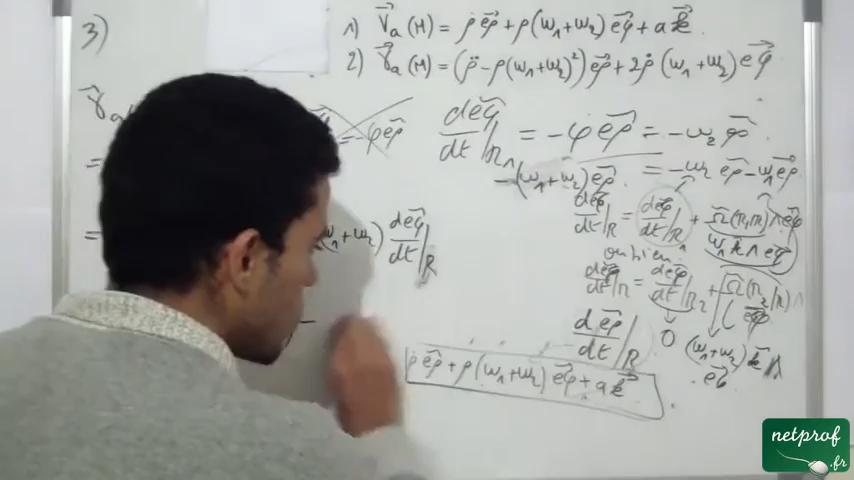 3)
1) V⃗a(M) = ρ̇ e⃗ρ + ρ(ω1+ω2) e⃗φ + a k⃗.
2) γ⃗a(M) = (ρ̈ - ρ(ω1+ω2)²) e⃗ρ + 2ρ̇ (ω1+ω2) e⃗φ
γ⃗a
= -φ e⃗ρ
de⃗φ/dt|R1 = -φ̇ e⃗ρ = -ω2 e⃗ρ.
-(ω1+ω2) e⃗ρ. = -ω2 e⃗ρ - ω1 e⃗ρ
=
de⃗φ/dt|R = de⃗φ/dt|R1 + Ω⃗(R1/R) ∧ e⃗φ
ω1 k⃗ ∧ e⃗φ
= (ω1+ω2) de⃗φ/dt|R
ou bien.
de⃗φ/dt|R = de⃗φ/dt|R2 + Ω⃗(R2/R) ∧ e⃗φ
de⃗ρ/dt|R
0
(ω1+ω2) k⃗ ∧ e⃗φ
ρ̇ e⃗ρ + ρ(ω1+ω2) e⃗φ + a k⃗.
netprof
.fr